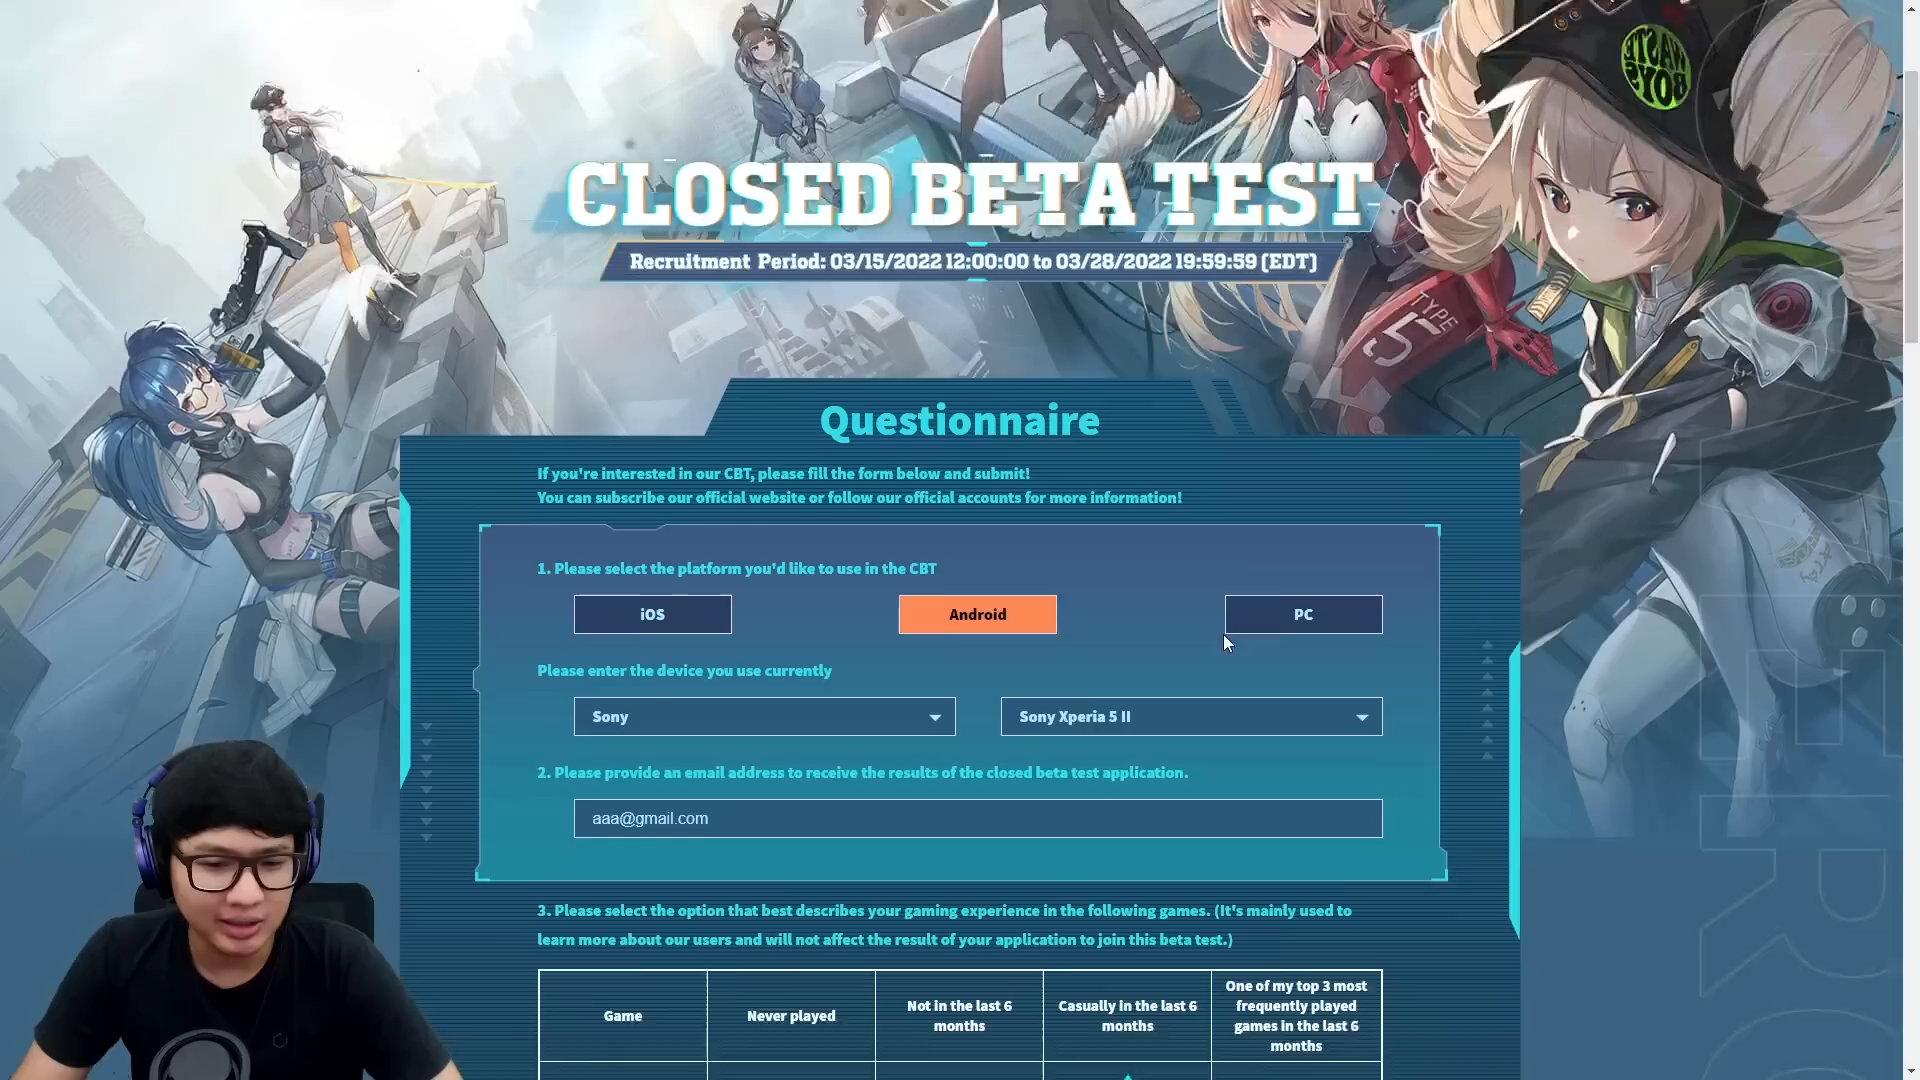 WASTE
BOYS
CLOSED BETA TEST
Recruitment Period: 03/15/2022 12:00:00 to 03/28/2022 19:59:59 (EDT)
TYPE
5
Questionnaire
If you're interested in our CBT, please fill the form below and submit!
You can subscribe our official website or follow our official accounts for more information!
1. Please select the platform you'd like to use in the CBT
iOS
Android
PC
Please enter the device you use currently
Sony
Sony Xperia 5 II
2. Please provide an email address to receive the results of the closed beta test application.
aaa@gmail.com
3. Please select the option that best describes your gaming experience in the following games. (It's mainly used to
learn more about our users and will not affect the result of your application to join this beta test.)
Game
Never played
Not in the last 6
months
Casually in the last 6
months
One of my top 3 most
frequently played
games in the last 6
months